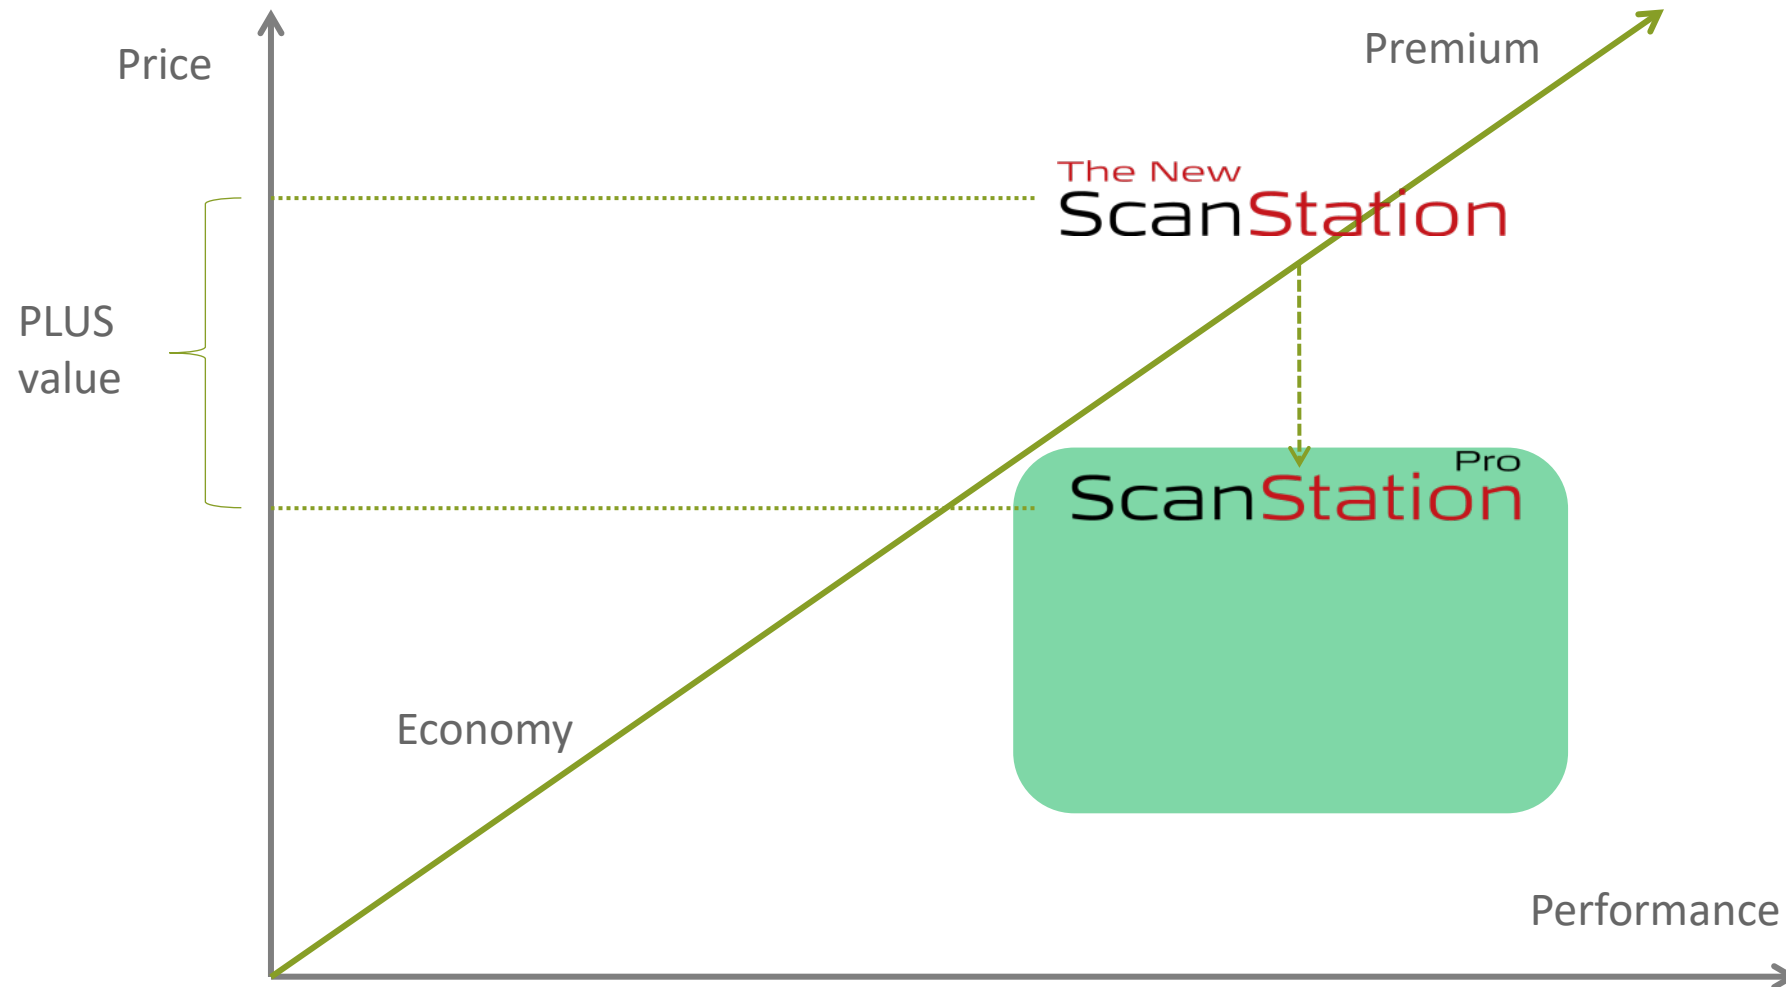 Price
Premium
The New
ScanStation
PLUS
value
Pro
ScanStation
Economy
Performance